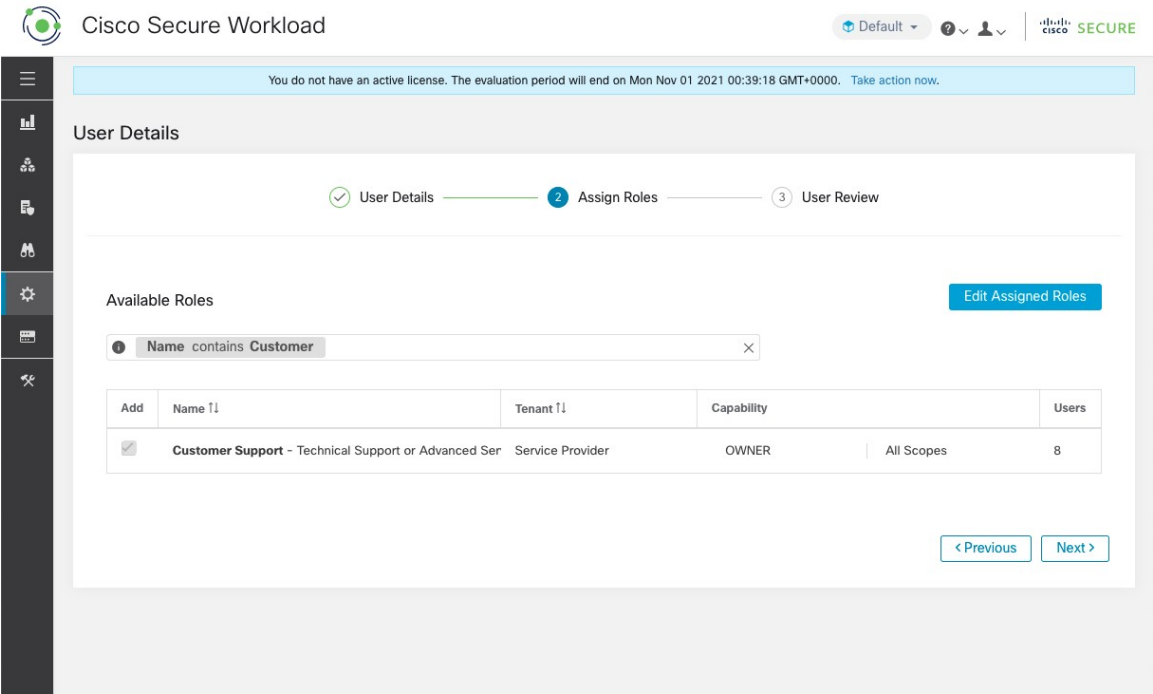 Cisco Secure Workload
Default
CISCO SECURE
You do not have an active license. The evaluation period will end on Mon Nov 01 2021 00:39:18 GMT+0000. Take action now.
User Details
User Details 2 Assign Roles 3 User Review
Available Roles Edit Assigned Roles
Name contains Customer
Add Name Tenant Capability Users
Customer Support - Technical Support or Advanced Ser Service Provider OWNER All Scopes 8
Previous Next